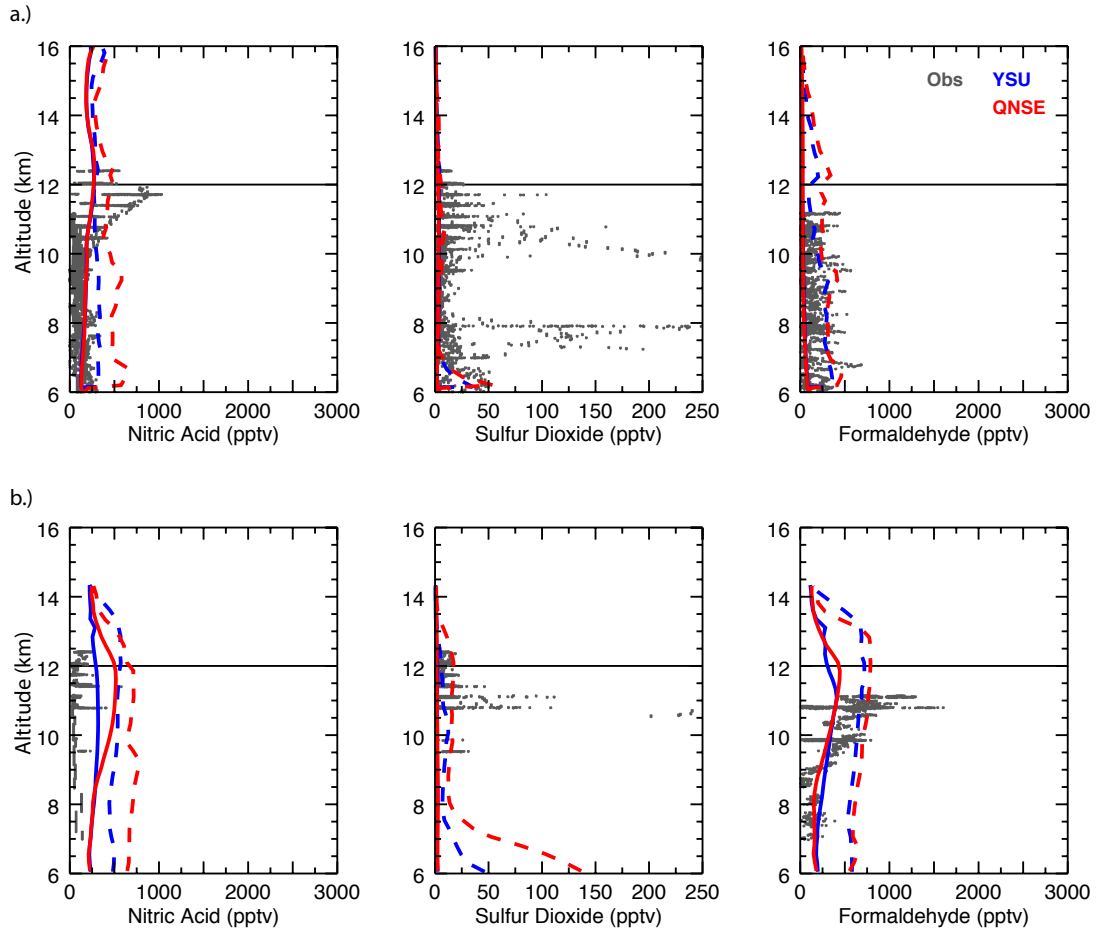 a.)
16
14
12
10
8
6
Altitude (km)
0 1000 2000 3000
Nitric Acid (pptv)
0 50 100 150 200 250
Sulfur Dioxide (pptv)
16
14
12
10
8
6
Obs YSU
QNSE
16
14
12
10
8
6
0 1000 2000 3000
Formaldehyde (pptv)
b.)
16
14
12
10
8
6
Altitude (km)
0 1000 2000 3000
Nitric Acid (pptv)
16
14
12
10
8
6
0 50 100 150 200 250
Sulfur Dioxide (pptv)
16
14
12
10
8
6
0 1000 2000 3000
Formaldehyde (pptv)